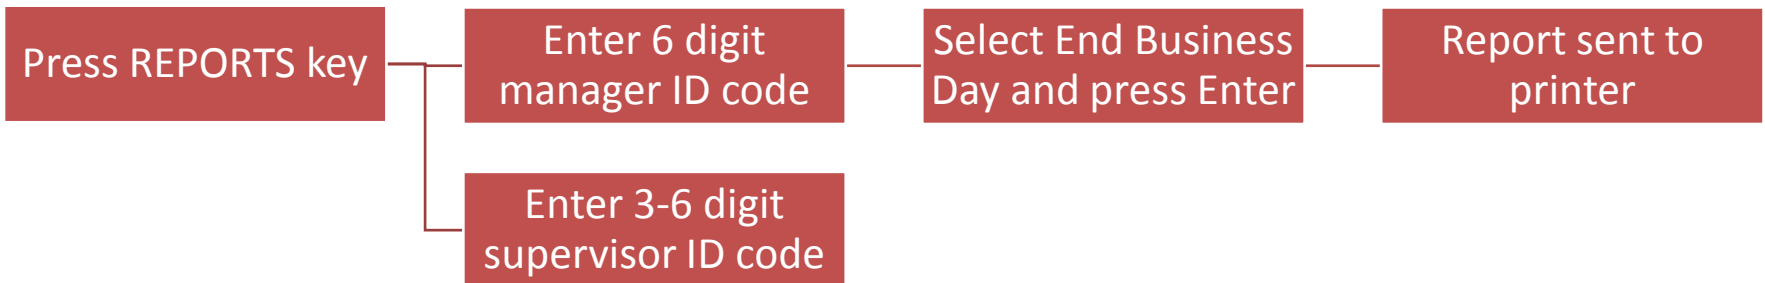 Press REPORTS key
Enter 6 digit
manager ID code
Select End Business
Day and press Enter
Report sent to
printer
Enter 3-6 digit
supervisor ID code